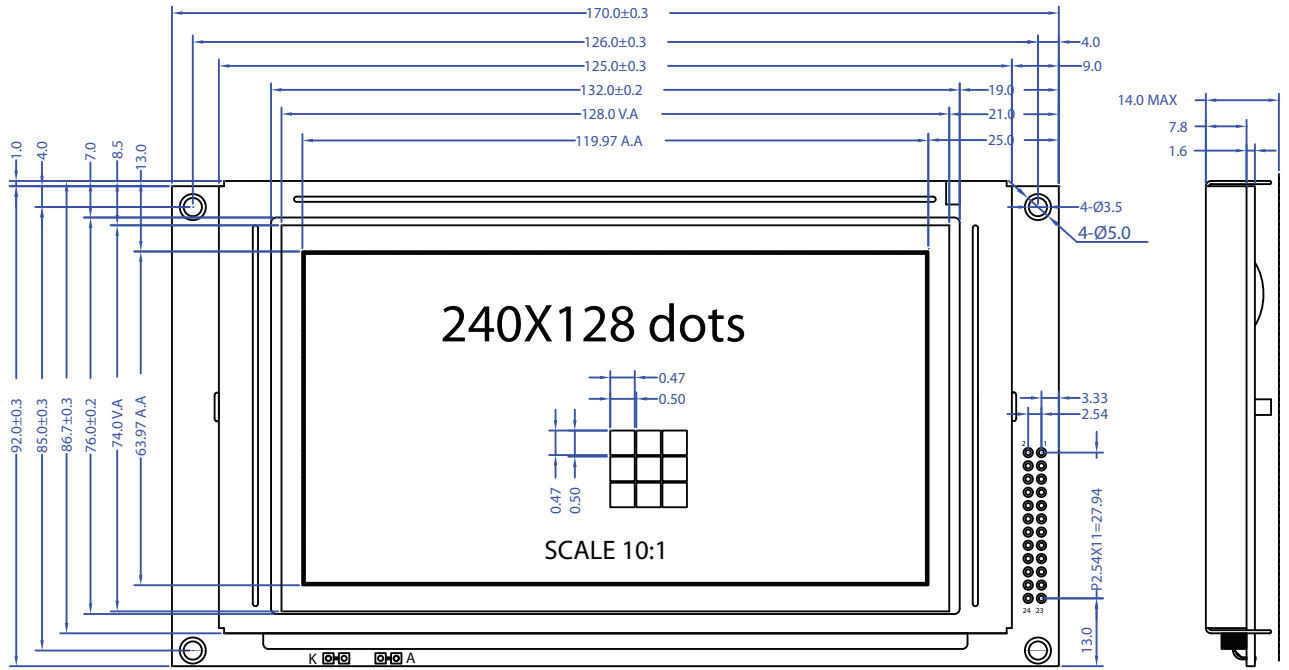 170.0±0.3
126.0±0.3
4.0
125.0±0.3
9.0
132.0±0.2
19.0
128.0 V.A
21.0
119.97 A.A
25.0
14.0 MAX
7.8
1.6
1.0
4.0
7.0
8.5
13.0
4-Ø3.5
4-Ø5.0
240X128 dots
0.47
0.50
0.47
0.50
SCALE 10:1
92.0±0.3
85.0±0.3
86.7±0.3
76.0±0.2
74.0 V.A
63.97 A.A
3.33
2.54
2 1
P2.54X11=27.94
24 23
13.0
K A